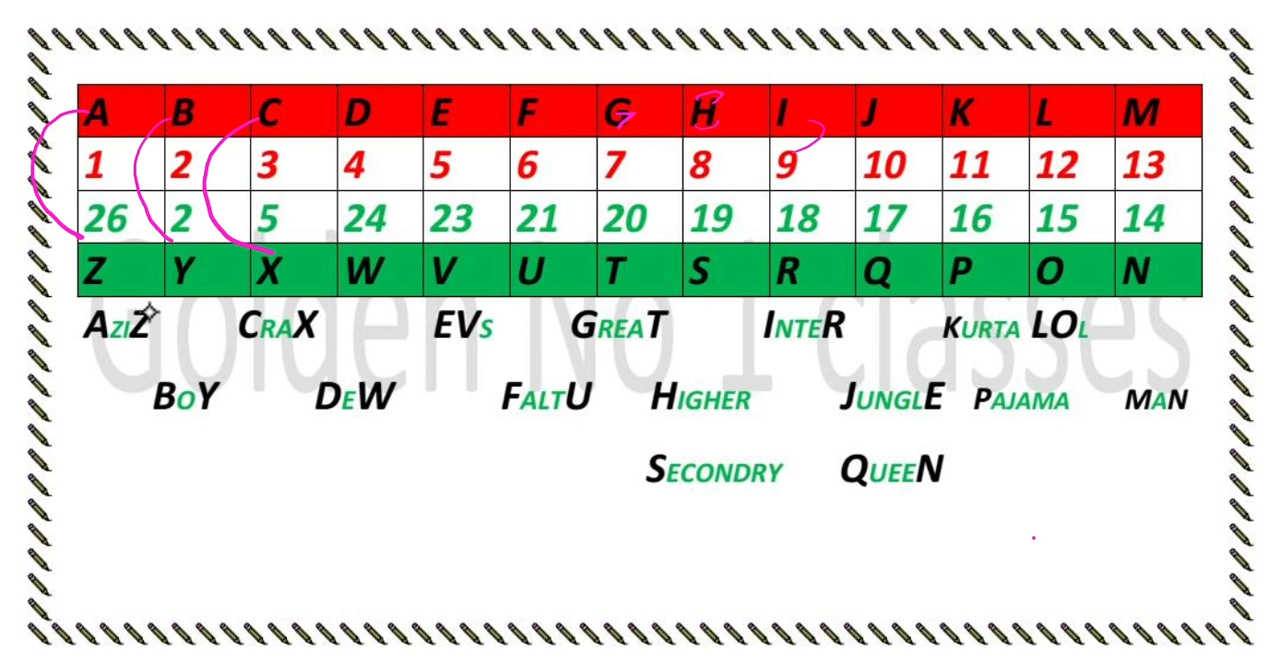 A B C D E F G H I J K L M
1 2 3 4 5 6 7 8 9 10 11 12 13
26 2 5 24 23 21 20 19 18 17 16 15 14
Z Y X W V U T S R Q P O N
Golden No 1 classes
AZIZ CRAX EVS GREAT INTER KURTA LOL
BOY DEW FALTU HIGHER JUNGLE PAJAMA MAN
SECONDRY QUEEN